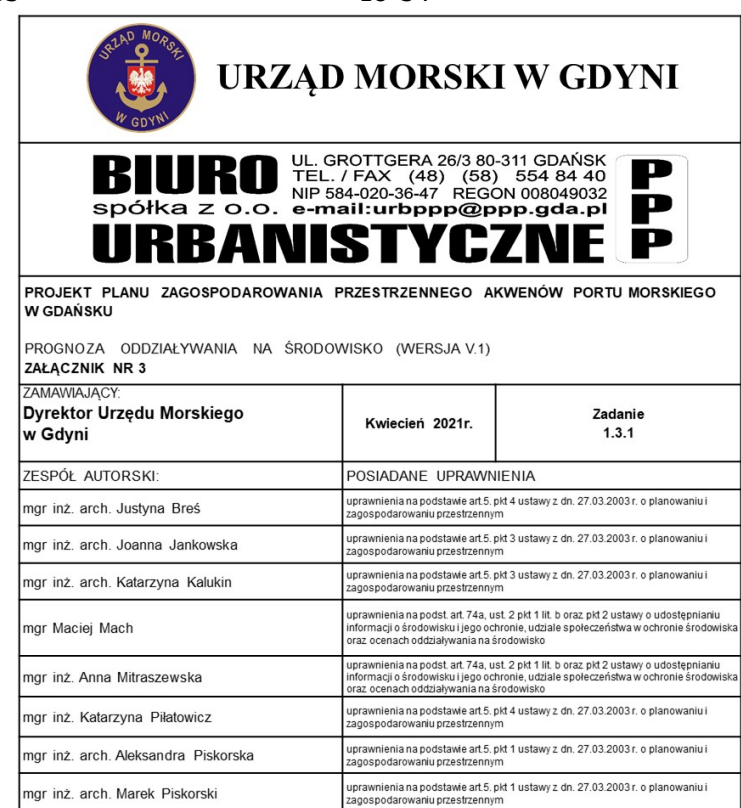 URZĄD MORSKI
W GDYNI
URZĄD MORSKI W GDYNI
BIURO
spółka z o.o.
URBANISTYCZNE
UL. GROTTGERA 26/3 80-311 GDAŃSK
TEL. / FAX (48) (58) 554 84 40
NIP 584-020-36-47 REGON 008049032
e-mail:urbppp@ppp.gda.pl
P
P
P
PROJEKT PLANU ZAGOSPODAROWANIA PRZESTRZENNEGO AKWENÓW PORTU MORSKIEGO
W GDAŃSKU
PROGNOZA ODDZIAŁYWANIA NA ŚRODOWISKO (WERSJA V.1)
ZAŁĄCZNIK NR 3
ZAMAWIAJĄCY:
Dyrektor Urzędu Morskiego
w Gdyni
Kwiecień 2021r.
Zadanie
1.3.1
ZESPÓŁ AUTORSKI:
POSIADANE UPRAWNIENIA
mgr inż. arch. Justyna Breś
uprawnienia na podstawie art.5. pkt 4 ustawy z dn. 27.03.2003 r. o planowaniu i
zagospodarowaniu przestrzennym
mgr inż. arch. Joanna Jankowska
uprawnienia na podstawie art.5. pkt 3 ustawy z dn. 27.03.2003 r. o planowaniu i
zagospodarowaniu przestrzennym
mgr inż. arch. Katarzyna Kalukin
uprawnienia na podstawie art.5. pkt 3 ustawy z dn. 27.03.2003 r. o planowaniu i
zagospodarowaniu przestrzennym
mgr Maciej Mach
uprawnienia na podst. art. 74a, ust. 2 pkt 1 lit. b oraz pkt 2 ustawy o udostępnianiu
informacji o środowisku i jego ochronie, udziale społeczeństwa w ochronie środowiska
oraz ocenach oddziaływania na środowisko
mgr inż. Anna Mitraszewska
uprawnienia na podst. art. 74a, ust. 2 pkt 1 lit. b oraz pkt 2 ustawy o udostępnianiu
informacji o środowisku i jego ochronie, udziale społeczeństwa w ochronie środowiska
oraz ocenach oddziaływania na środowisko
mgr inż. Katarzyna Piłatowicz
uprawnienia na podstawie art.5. pkt 4 ustawy z dn. 27.03.2003 r. o planowaniu i
zagospodarowaniu przestrzennym
mgr inż. arch. Aleksandra Piskorska
uprawnienia na podstawie art.5. pkt 1 ustawy z dn. 27.03.2003 r. o planowaniu i
zagospodarowaniu przestrzennym
mgr inż. arch. Marek Piskorski
uprawnienia na podstawie art.5. pkt 1 ustawy z dn. 27.03.2003 r. o planowaniu i
zagospodarowaniu przestrzennym